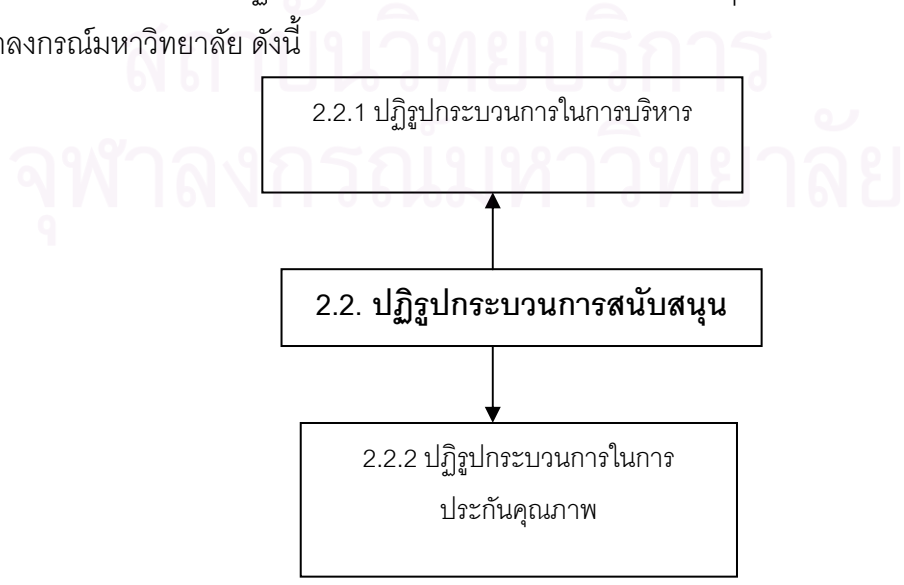 าลงกรณ์มหาวิทยาลัย ดังนี้
สถาบันวิทยบริการ
2.2.1 ปฏิรูปกระบวนการในการบริหาร
จุฬาลงกรณ์มหาวิทยาลัย
2.2. ปฏิรูปกระบวนการสนับสนุน
2.2.2 ปฏิรูปกระบวนการในการ
ประกันคุณภาพ